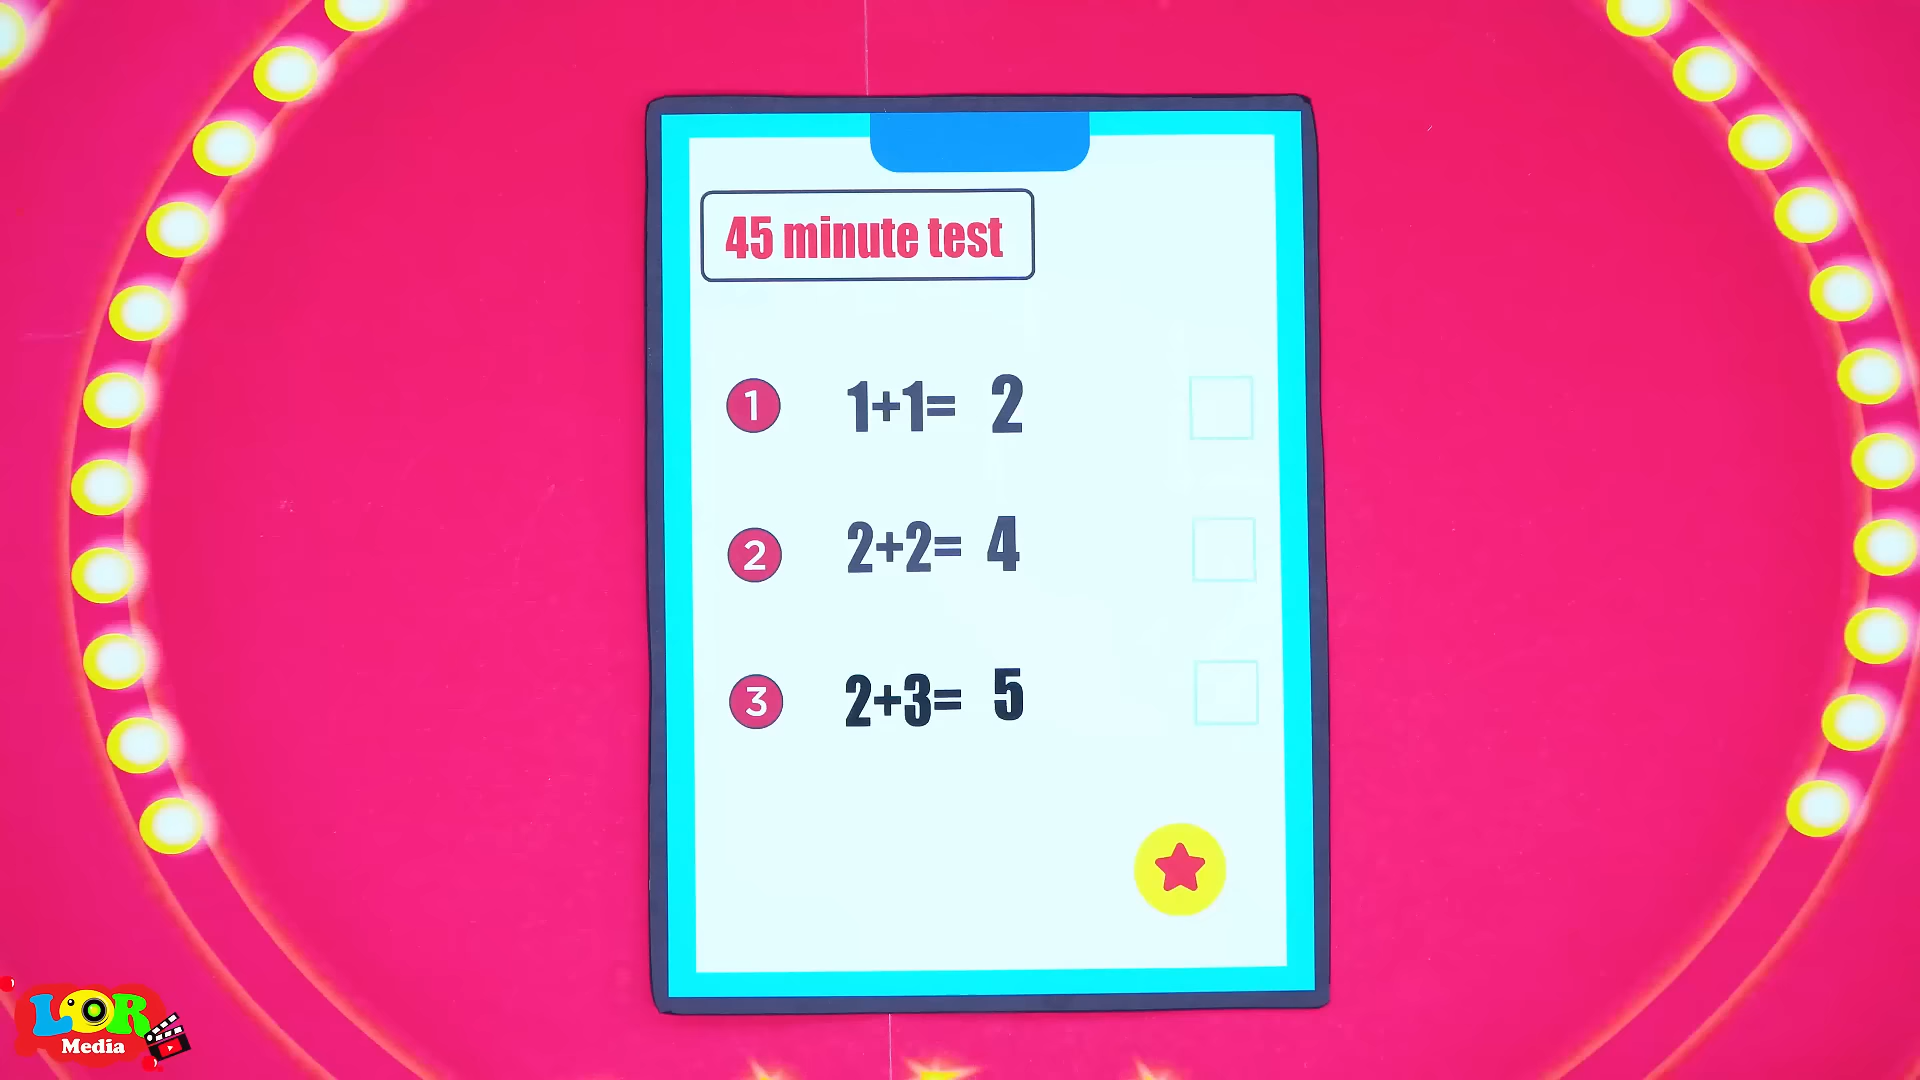 45 minute test
1 1+1= 2
2 2+2= 4
3 2+3= 5
LOR
Media